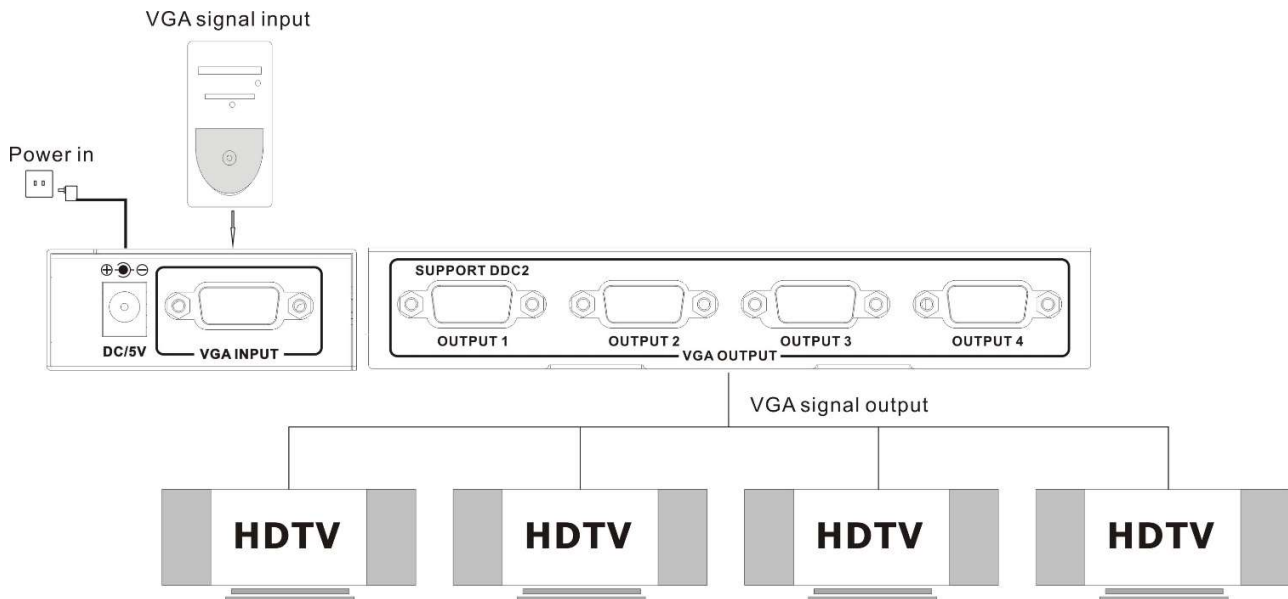 VGA signal input
Power in
DC/5V
VGA INPUT
SUPPORT DDC2
OUTPUT 1
OUTPUT 2
OUTPUT 3
OUTPUT 4
VGA OUTPUT
VGA signal output
HDTV
HDTV
HDTV
HDTV